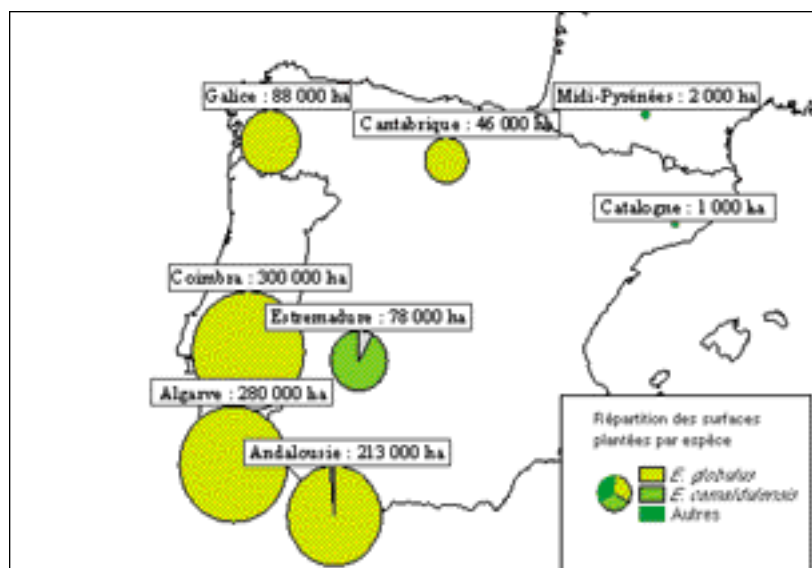 Galice : 88 000 ha
Midi-Pyrénées : 2 000 ha
Cantabrique : 46 000 ha
Catalogne : 1 000 ha
Coimbra : 300 000 ha
Estremadure : 78 000 ha
Algarve : 280 000 ha
Andalousie : 213 000 ha
Répartition des surfaces
plantées par espèce
E. globulus
E. camaldulensis
Autres